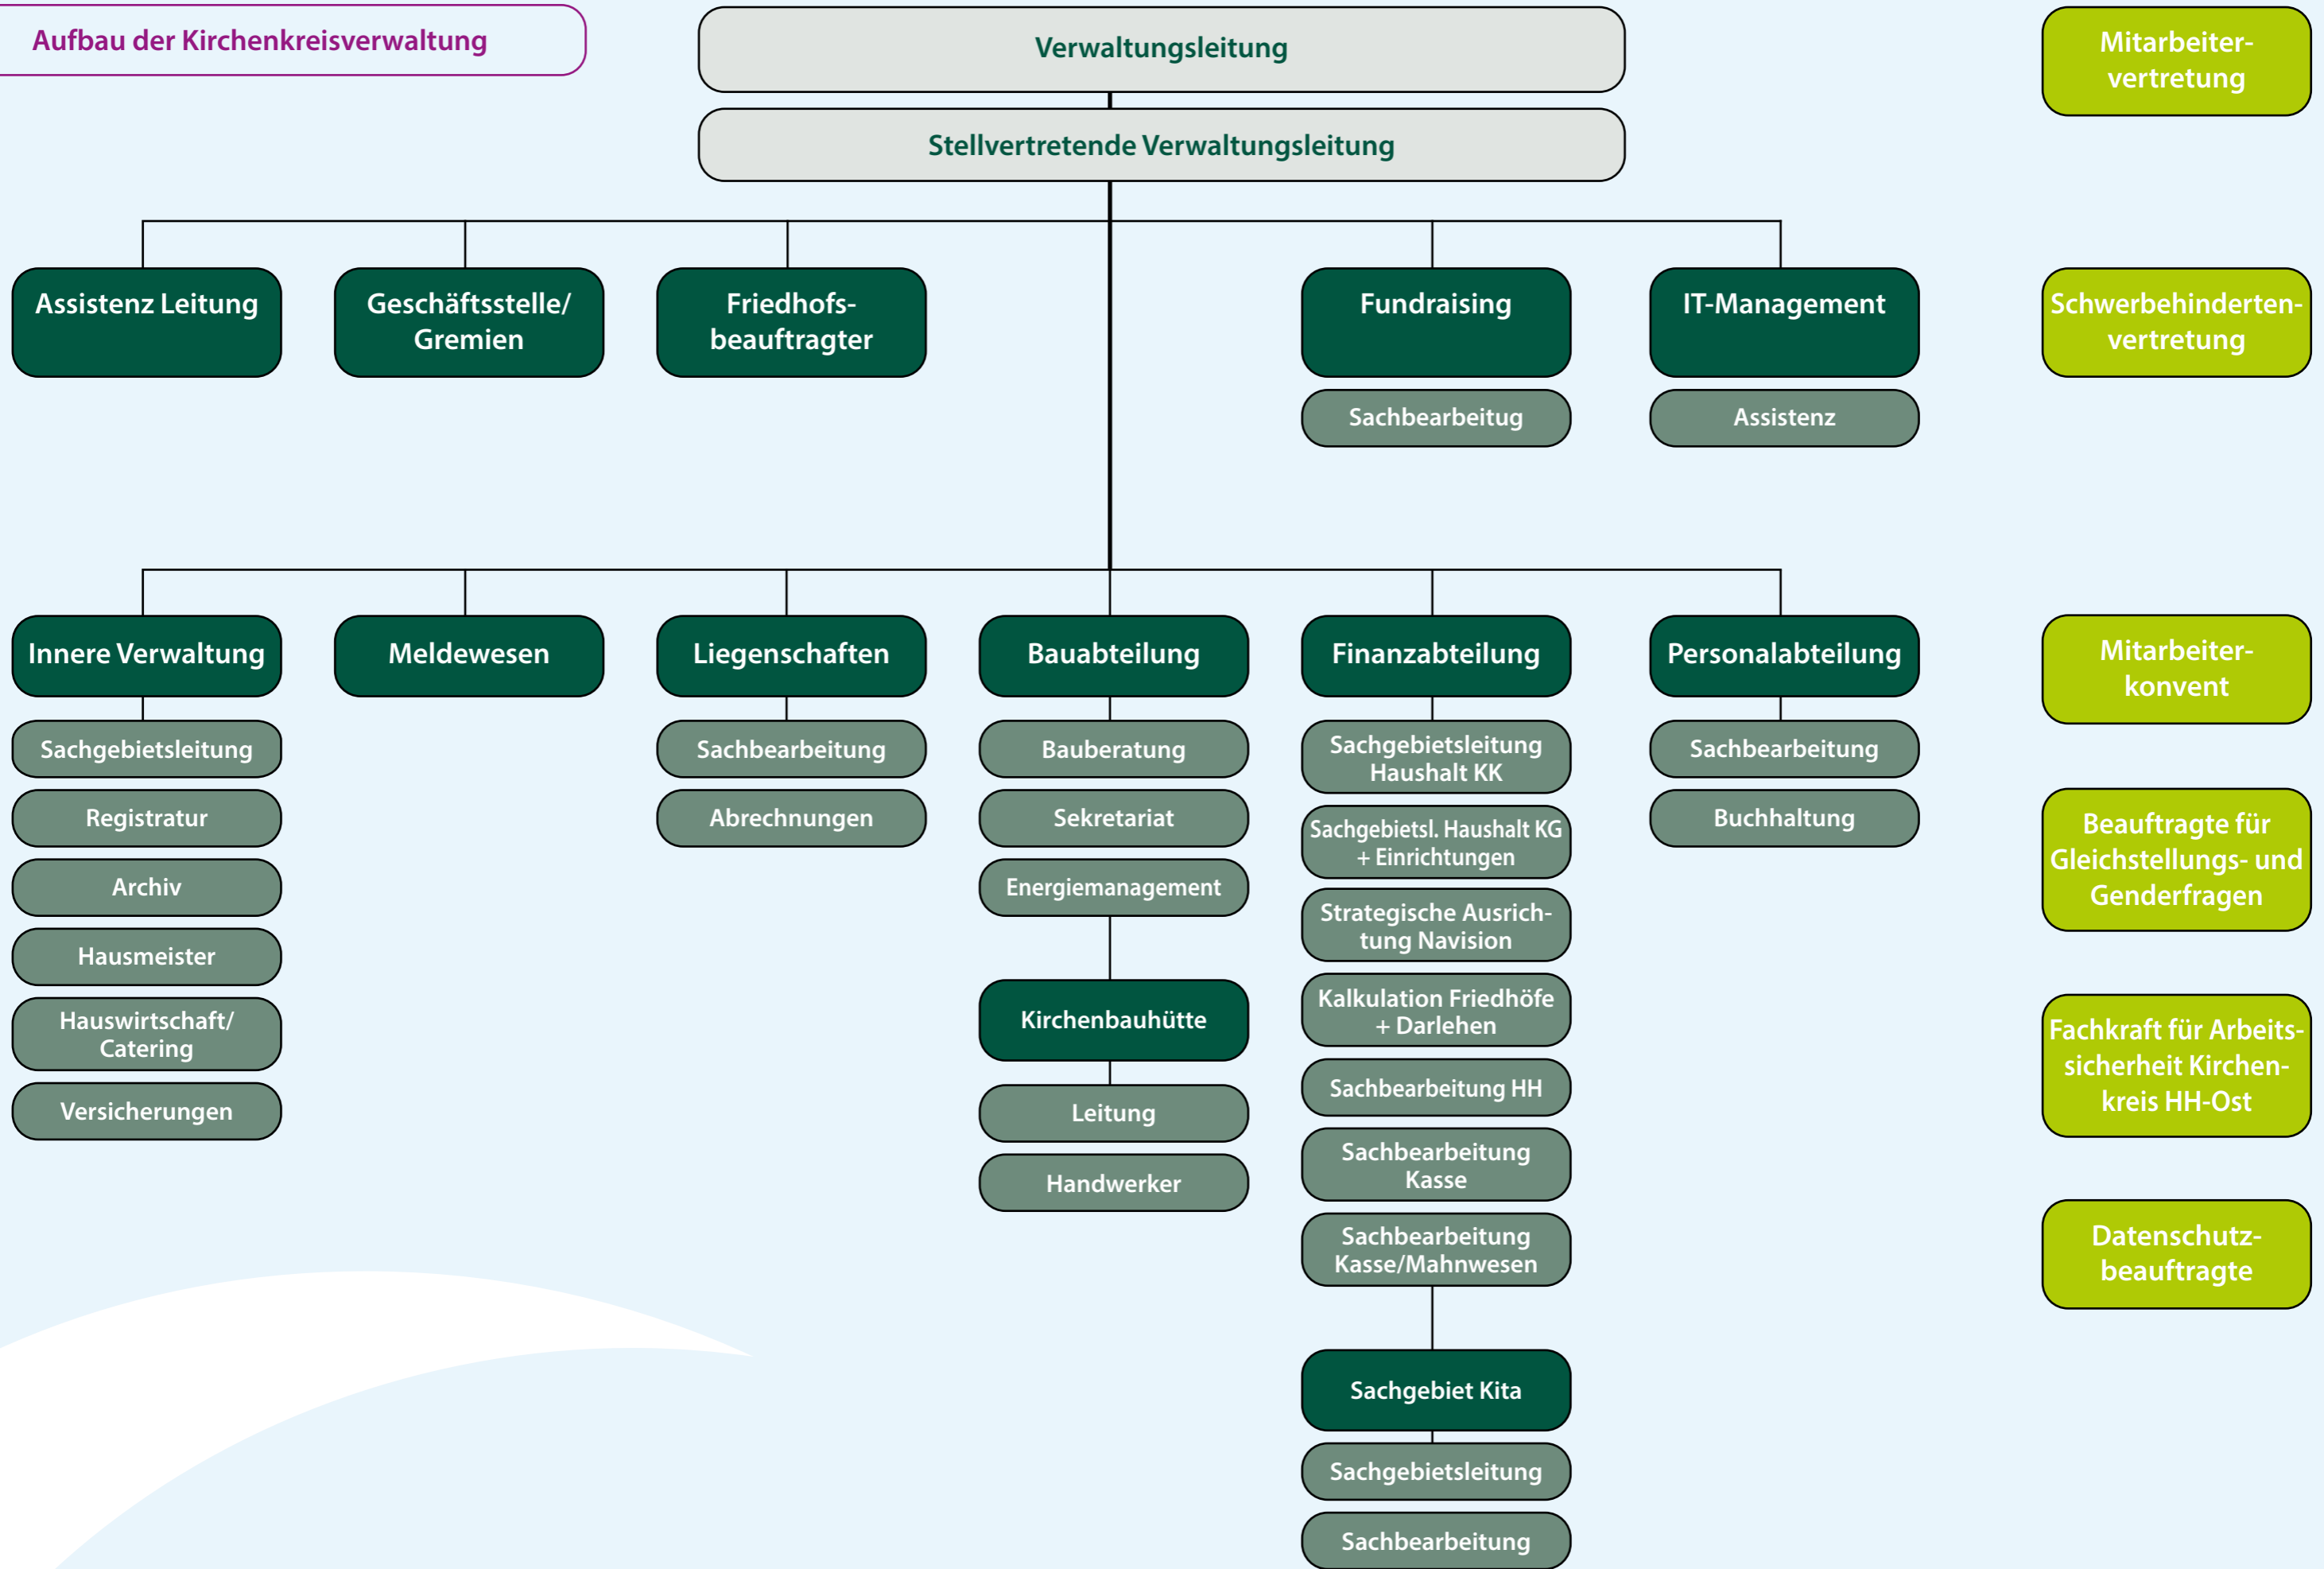 Aufbau der Kirchenkreisverwaltung
Verwaltungsleitung
Stellvertretende Verwaltungsleitung
Mitarbeiter-
vertretung
Assistenz Leitung
Geschäftsstelle/
Gremien
Friedhofs-
beauftragter
Fundraising
Sachbearbeitug
IT-Management
Assistenz
Schwerbehinderten-
vertretung
Innere Verwaltung
Sachgebietsleitung
Registratur
Archiv
Hausmeister
Hauswirtschaft/
Catering
Versicherungen
Meldewesen
Liegenschaften
Sachbearbeitung
Abrechnungen
Bauabteilung
Bauberatung
Sekretariat
Energiemanagement
Kirchenbauhütte
Leitung
Handwerker
Finanzabteilung
Sachgebietsleitung
Haushalt KK
Sachgebietsl. Haushalt KG
+ Einrichtungen
Strategische Ausrich-
tung Navision
Kalkulation Friedhöfe
+ Darlehen
Sachbearbeitung HH
Sachbearbeitung
Kasse
Sachbearbeitung
Kasse/Mahnwesen
Sachgebiet Kita
Sachgebietsleitung
Sachbearbeitung
Personalabteilung
Sachbearbeitung
Buchhaltung
Mitarbeiter-
konvent
Beauftragte für
Gleichstellungs- und
Genderfragen
Fachkraft für Arbeits-
sicherheit Kirchen-
kreis HH-Ost
Datenschutz-
beauftragte